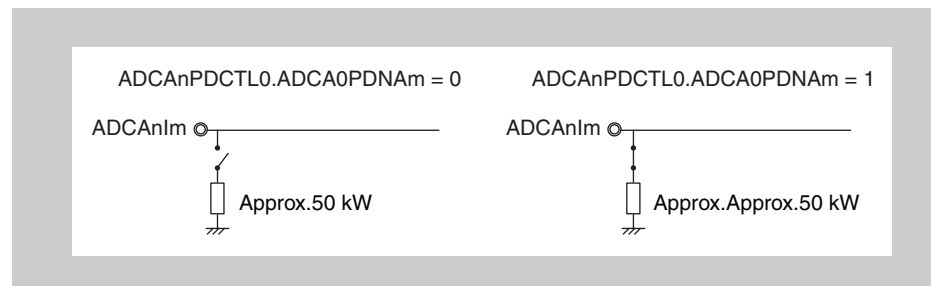 ADCAnPDCTL0.ADCA0PDNAm = 0
ADCAnPDCTL0.ADCA0PDNAm = 1
ADCAnIm
ADCAnIm
Approx.50 kW
Approx.Approx.50 kW